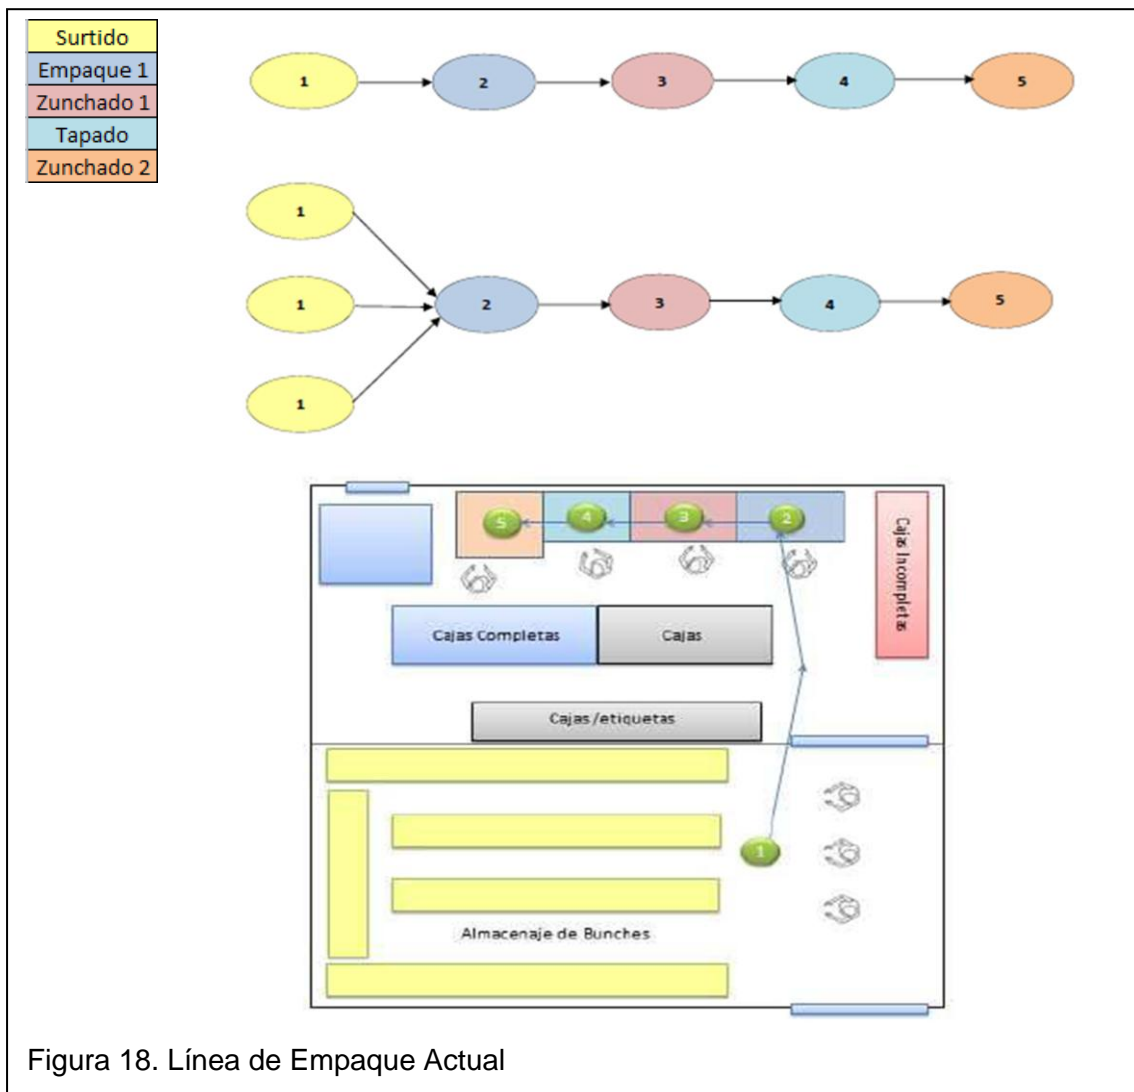 Surtido
Empaque 1
Zunchado 1
Tapado
Zunchado 2
1 2 3 4 5
1
1 2 3 4 5
1
5 4 3 2
Cajas Incompletas
Cajas Completas Cajas
Cajas/etiquetas
1
Almacenaje de Bunches
Figura 18. Línea de Empaque Actual